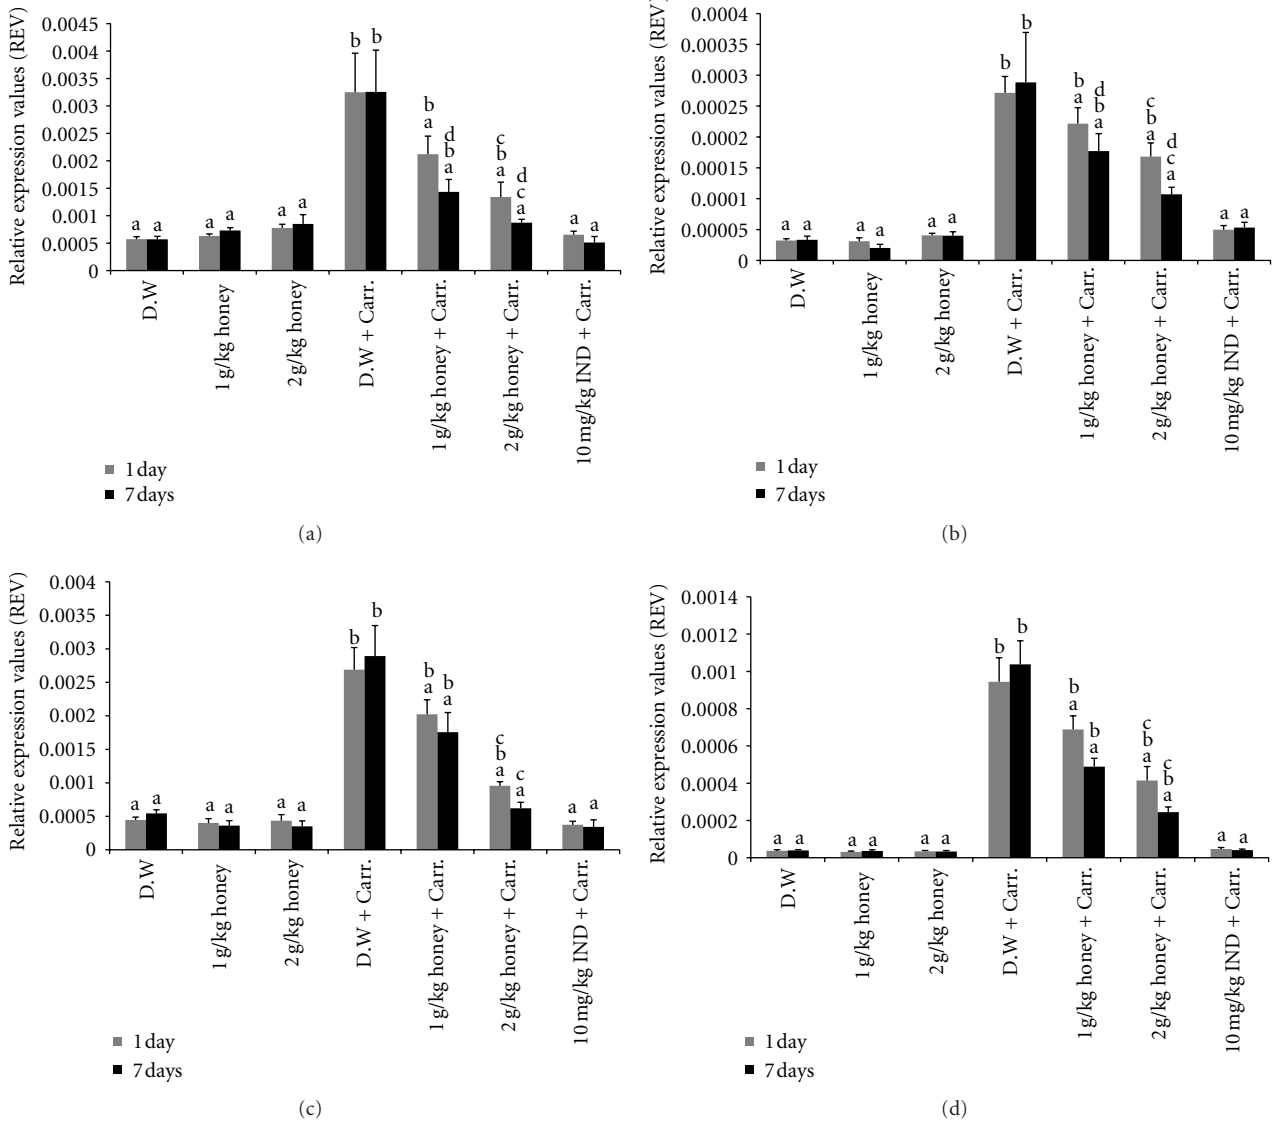 Relative expression values (REV)
0.0045
0.004
0.0035
0.003
0.0025
0.002
0.0015
0.001
0.0005
0
a a
a a
a a
b b
b
a
d
b
a
c
b
a
d
c
a
a a
D.W
1 g/kg honey
2 g/kg honey
D.W + Carr.
1 g/kg honey + Carr.
2 g/kg honey + Carr.
10 mg/kg IND + Carr.
1 day
7 days
(a)
Relative expression values (REV)
0.0004
0.00035
0.0003
0.00025
0.0002
0.00015
0.0001
0.00005
0
a a
a a
a a
b b
b
a
d
b
a
c
b
a
d
c
a
a a
D.W
1 g/kg honey
2 g/kg honey
D.W + Carr.
1 g/kg honey + Carr.
2 g/kg honey + Carr.
10 mg/kg IND + Carr.
1 day
7 days
(b)
Relative expression values (REV)
0.004
0.0035
0.003
0.0025
0.002
0.0015
0.001
0.0005
0
a a
a a
a a
b b
b
a
b
a
c
b
a
c
a
a a
D.W
1 g/kg honey
2 g/kg honey
D.W + Carr.
1 g/kg honey + Carr.
2 g/kg honey + Carr.
10 mg/kg IND + Carr.
1 day
7 days
(c)
Relative expression values (REV)
0.0014
0.0012
0.001
0.0008
0.0006
0.0004
0.0002
0
a a
a a
a a
b b
b
a
b
a
c
b
a
c
b
a
a a
D.W
1 g/kg honey
2 g/kg honey
D.W + Carr.
1 g/kg honey + Carr.
2 g/kg honey + Carr.
10 mg/kg IND + Carr.
1 day
7 days
(d)